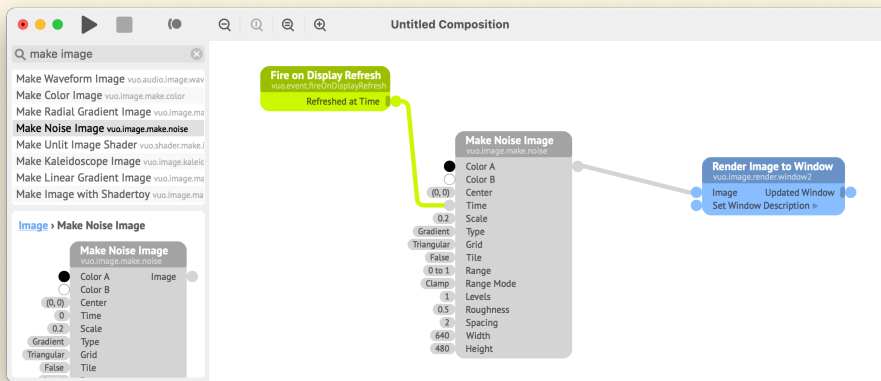 Untitled Composition
make image
Make Waveform Image vuo.audio.image.wav
Make Color Image vuo.image.make.color
Make Radial Gradient Image vuo.image.ma
Make Noise Image vuo.image.make.noise
Make Unlit Image Shader vuo.shader.make.i
Make Kaleidoscope Image vuo.image.kaleid
Make Linear Gradient Image vuo.image.ma
Make Image with Shadertoy vuo.image.ma
Image › Make Noise Image
Make Noise Image
vuo.image.make.noise
Color A Image
Color B
(0, 0) Center
0 Time
0.2 Scale
Gradient Type
Triangular Grid
False Tile
Fire on Display Refresh
vuo.event.fireOnDisplayRefresh
Refreshed at Time
Make Noise Image
vuo.image.make.noise
Color A
Color B
(0, 0) Center
Time
0.2 Scale
Gradient Type
Triangular Grid
False Tile
0 to 1 Range
Clamp Range Mode
1 Levels
0.5 Roughness
2 Spacing
640 Width
480 Height
Render Image to Window
vuo.image.render.window2
Image Updated Window
Set Window Description